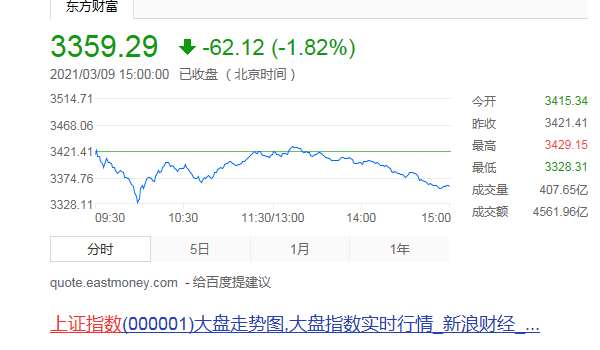 东方财富
3359.29 -62.12 (-1.82%)
2021/03/09 15:00:00 已收盘 (北京时间)
3514.71
3468.06
3421.41
3374.76
3328.11
09:30 10:30 11:30/13:00 14:00 15:00
今开 3415.34
昨收 3421.41
最高 3429.15
最低 3328.31
成交量 407.65亿
成交额 4561.96亿
分时 5日 1月 1年
quote.eastmoney.com - 给百度提建议
上证指数(000001)大盘走势图,大盘指数实时行情_新浪财经_...